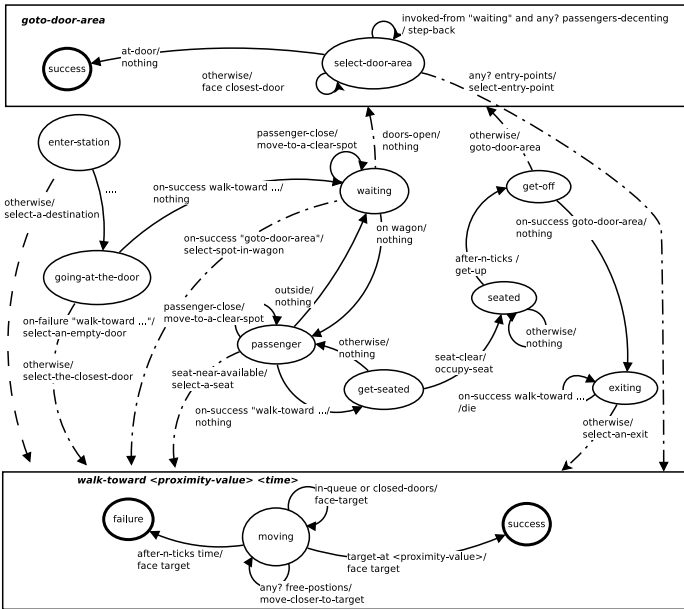 goto-door-area
invoked-from "waiting" and any? passengers-decenting
/ step-back
at-door/
nothing
select-door-area
success
otherwise/
face closest-door
any? entry-points/
select-entry-point
enter-station
passenger-close/
move-to-a-clear-spot
doors-open/
nothing
otherwise/
goto-door-area
....
on-success walk-toward .../
nothing
waiting
get-off
otherwise/
select-a-destination
on-success "goto-door-area"/
select-spot-in-wagon
on wagon/
nothing
on-success goto-door-area/
nothing
going-at-the-door
after-n-ticks /
get-up
outside/
nothing
passenger-close/
move-to-a-clear-spot
seated
on-failure "walk-toward ..."/
select-an-empty-door
otherwise/
nothing
passenger
otherwise/
nothing
otherwise/
select-the-closest-door
seat-near-available/
select-a-seat
seat-clear/
occupy-seat
get-seated
exiting
on-success walk-toward ...
/die
on-success "walk-toward .../
nothing
otherwise/
select-an-exit
walk-toward <proximity-value> <time>
in-queue or closed-doors/
face-target
failure
moving
success
after-n-ticks time/
face target
target-at <proximity-value>/
face target
any? free-postions/
move-closer-to-target